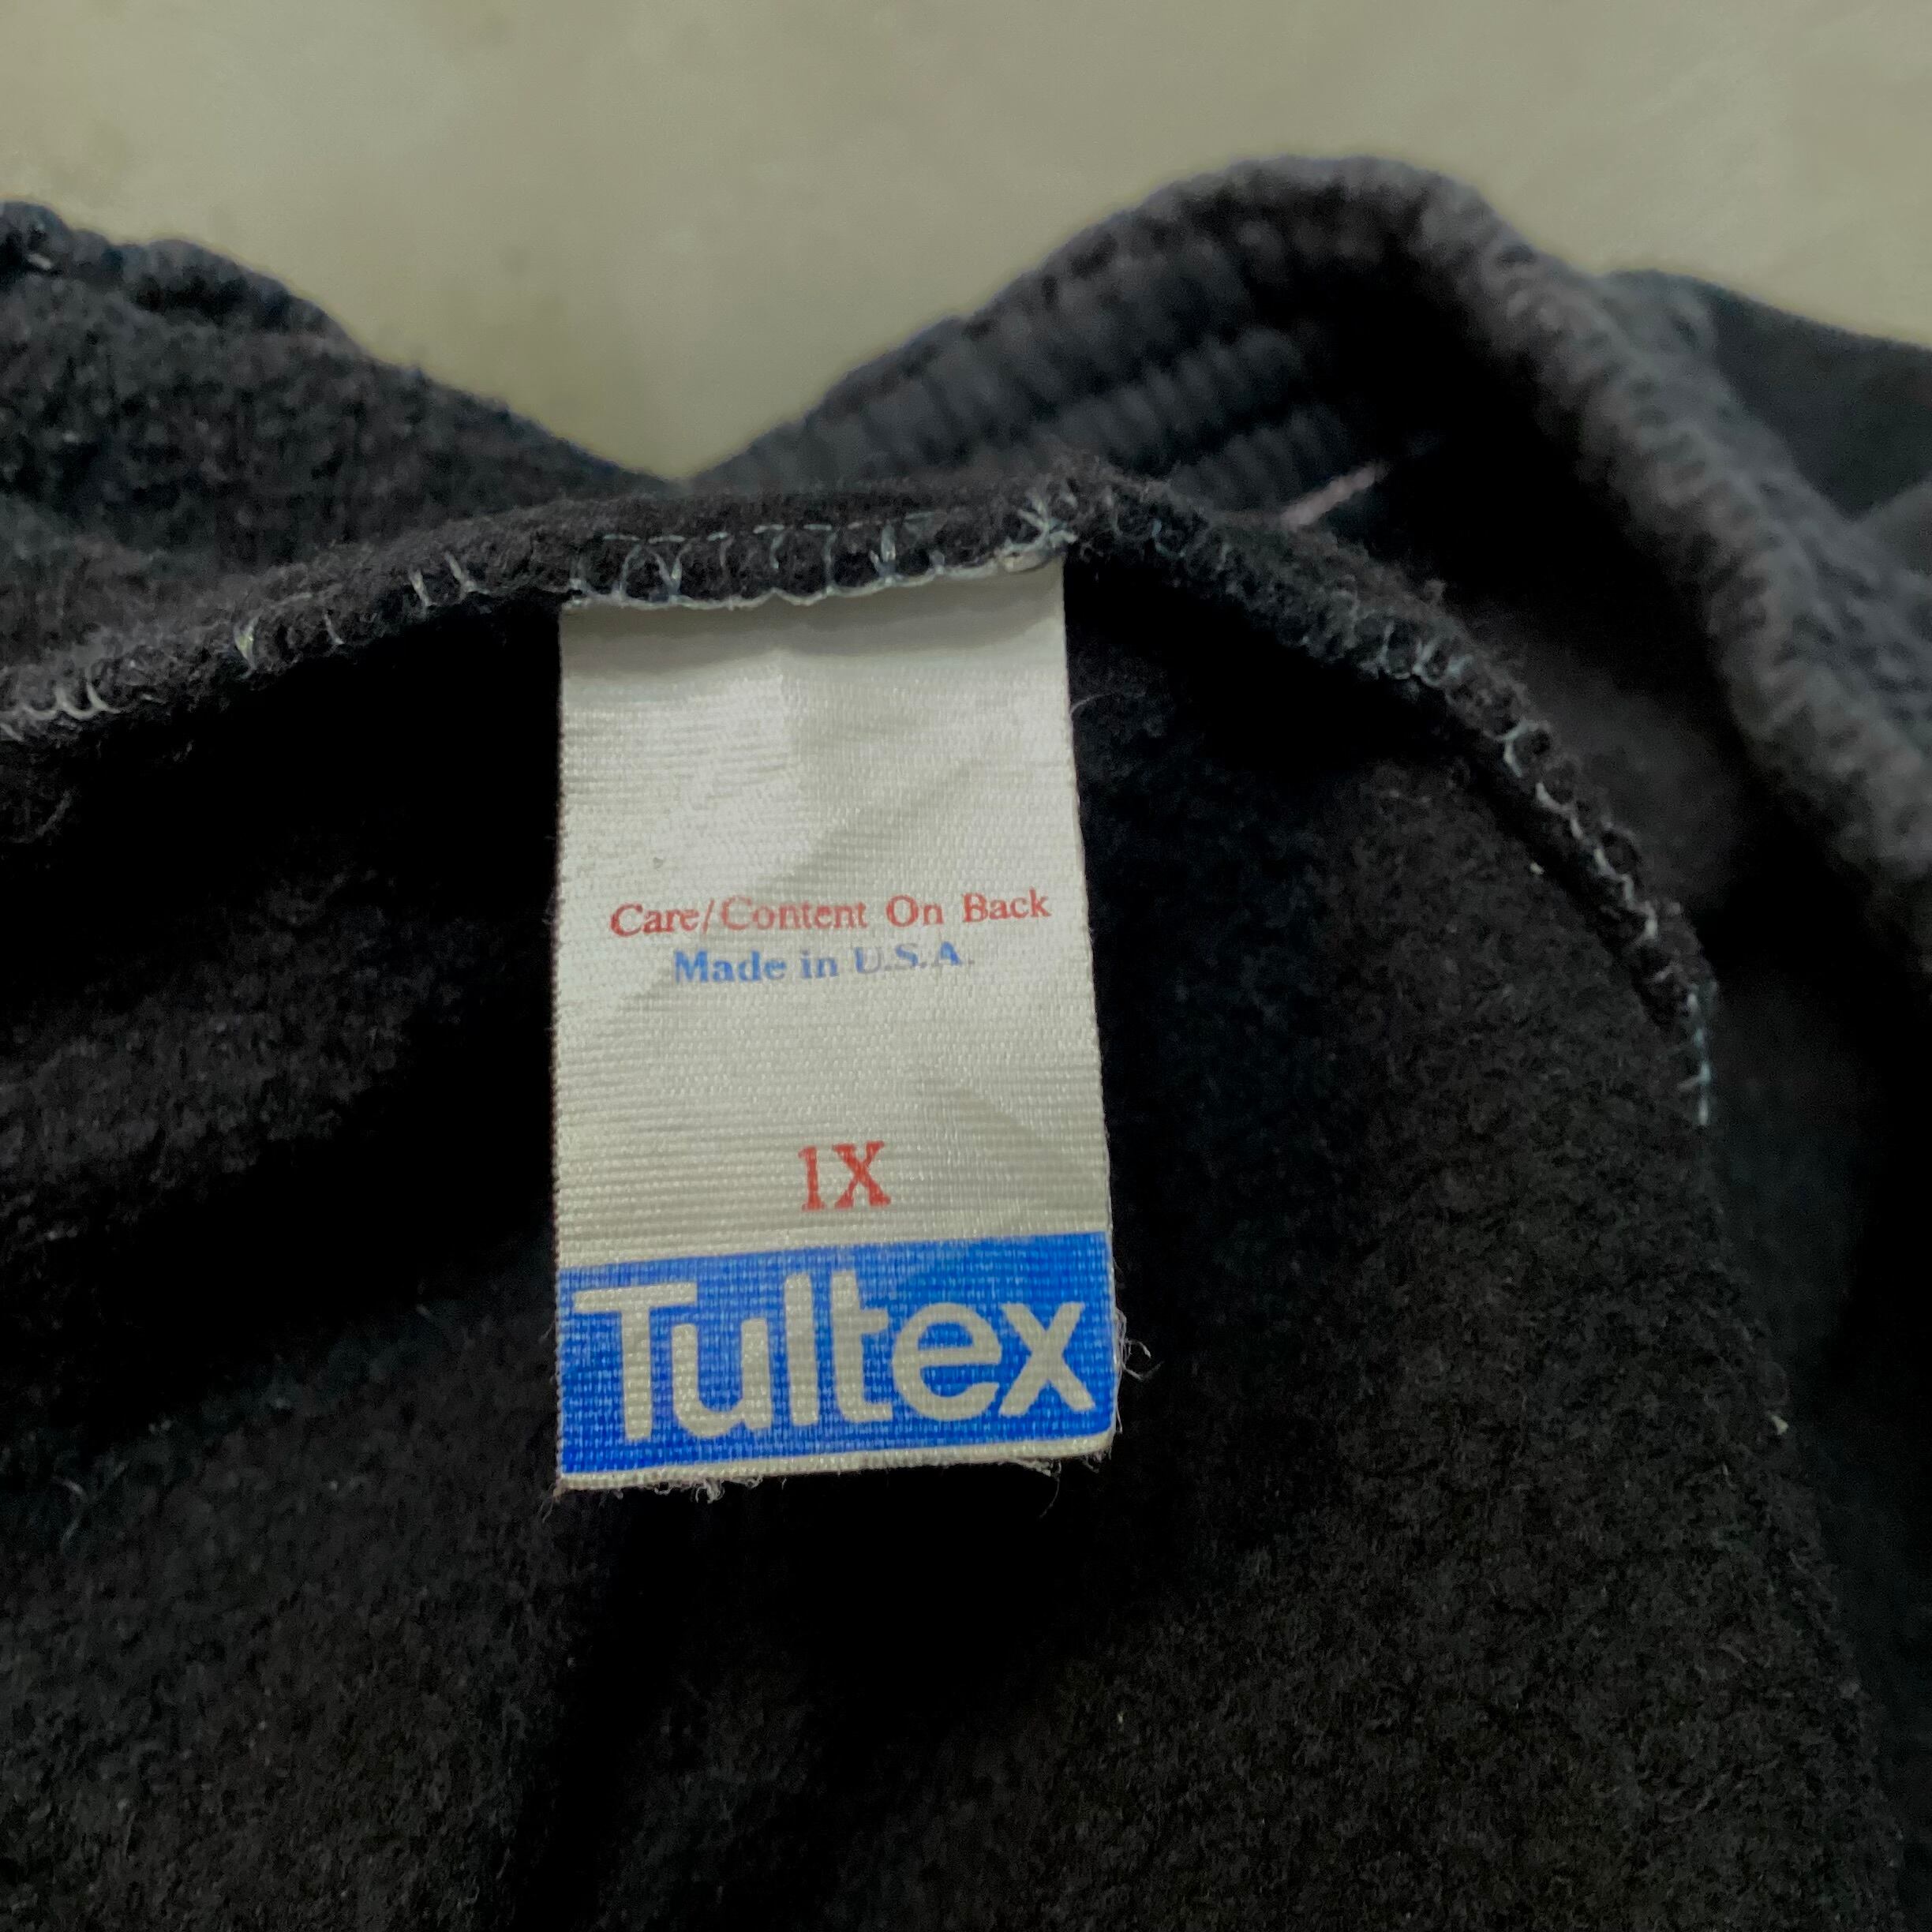 Care/Content On Back
Made in U.S.A.
1X
Tultex